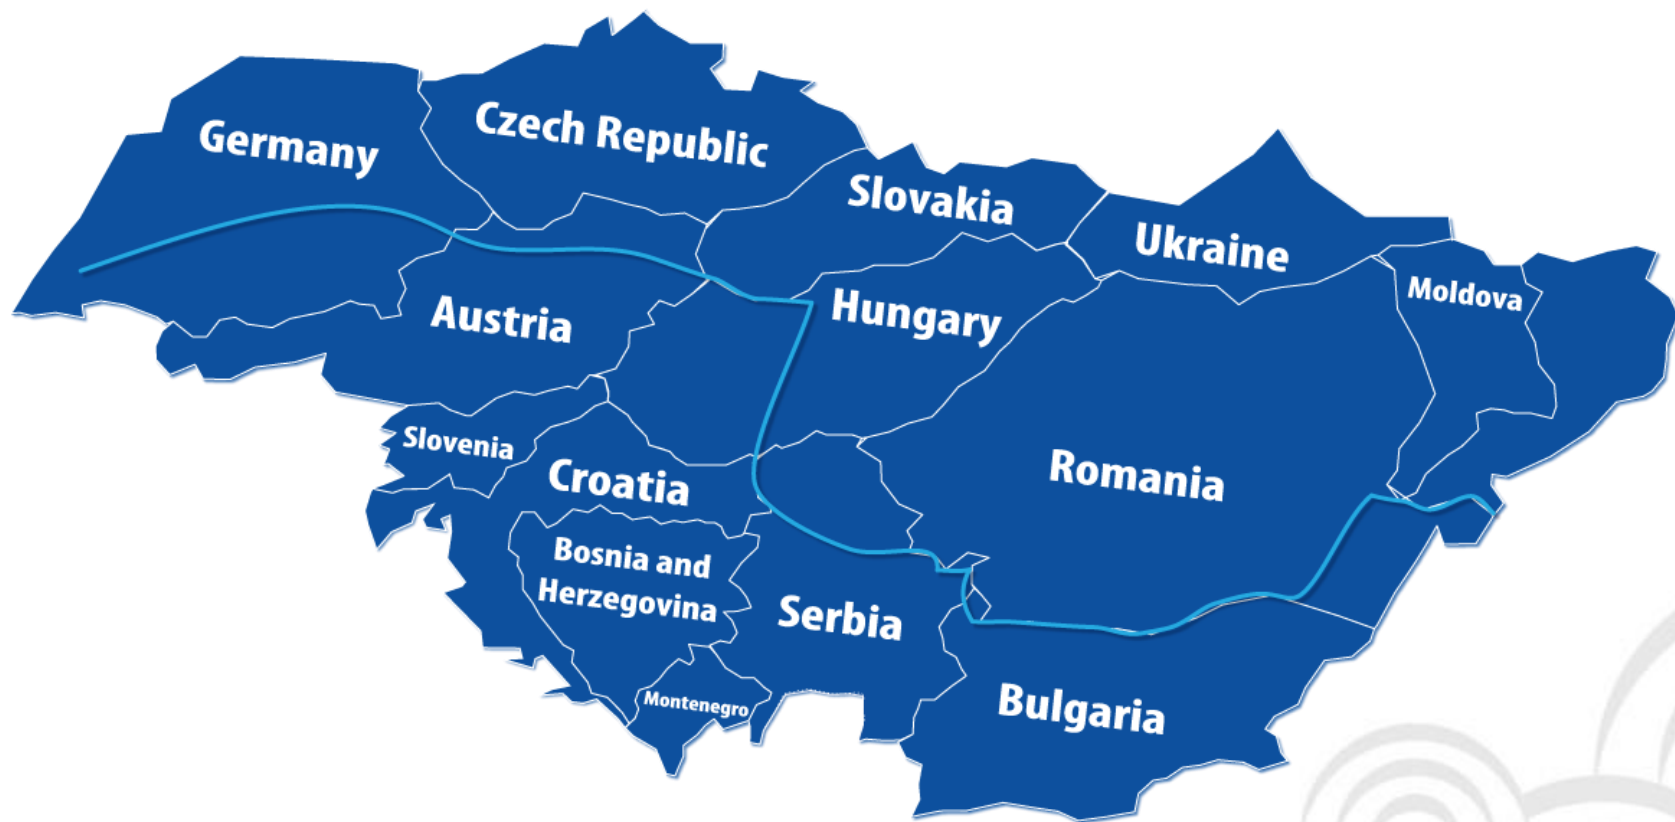 Germany
Czech Republic
Slovakia
Ukraine
Moldova
Austria
Hungary
Slovenia
Croatia
Romania
Bosnia and
Herzegovina
Serbia
Montenegro
Bulgaria